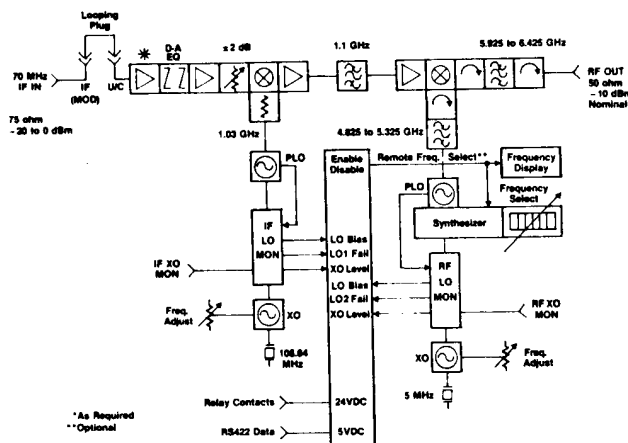 Looping
Plug
*
D-A
EQ
± 2 dB
1.1 GHz
5.925 to 6.425 GHz
70 MHz
IF IN
IF
(MOD)
U/C
RF OUT
50 ohm
– 10 dBm
Nominal
75 ohm
– 20 to 0 dBm
1.03 GHz
4.825 to 5.325 GHz
PLO
Enable
Disable
Remote Freq. Select**
Frequency
Display
PLO
Frequency
Select
Synthesizer
IF
LO
MON
LO Bias
LO1 Fail
XO Level
IF XO
MON
LO Bias
LO2 Fail
XO Level
RF
LO
MON
RF XO
MON
Freq.
Adjust
XO
108.84
MHz
XO
Freq.
Adjust
5 MHz
Relay Contacts
24VDC
RS422 Data
5VDC
*As Required
**Optional